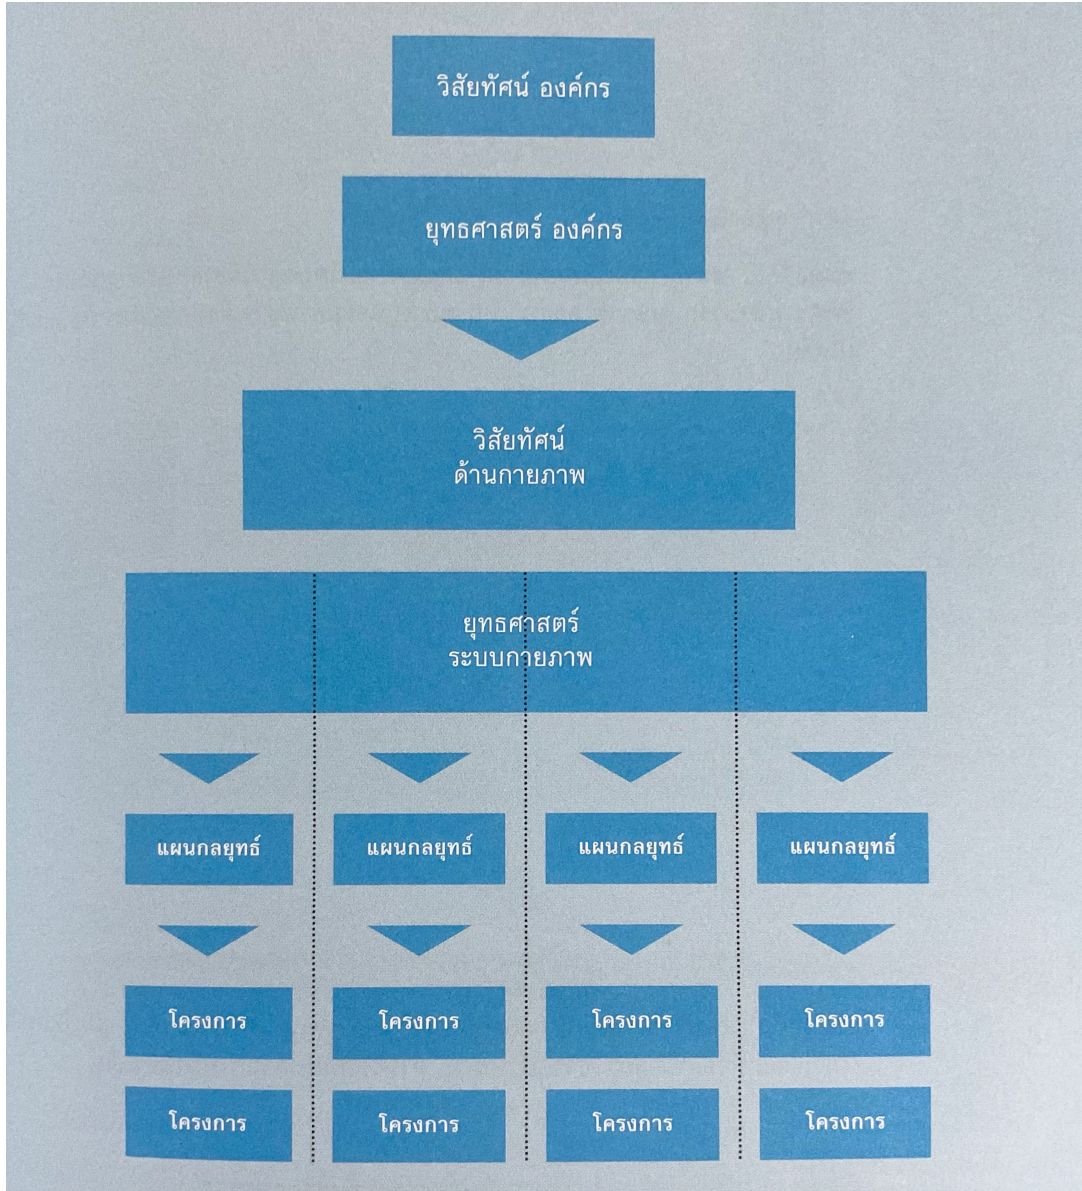 วิสัยทัศน์ องค์กร
ยุทธศาสตร์ องค์กร
วิสัยทัศน์
ด้านกายภาพ
ยุทธศาสตร์
ระบบกายภาพ
แผนกลยุทธ์ แผนกลยุทธ์ แผนกลยุทธ์ แผนกลยุทธ์
โครงการ โครงการ โครงการ โครงการ
โครงการ โครงการ โครงการ โครงการ